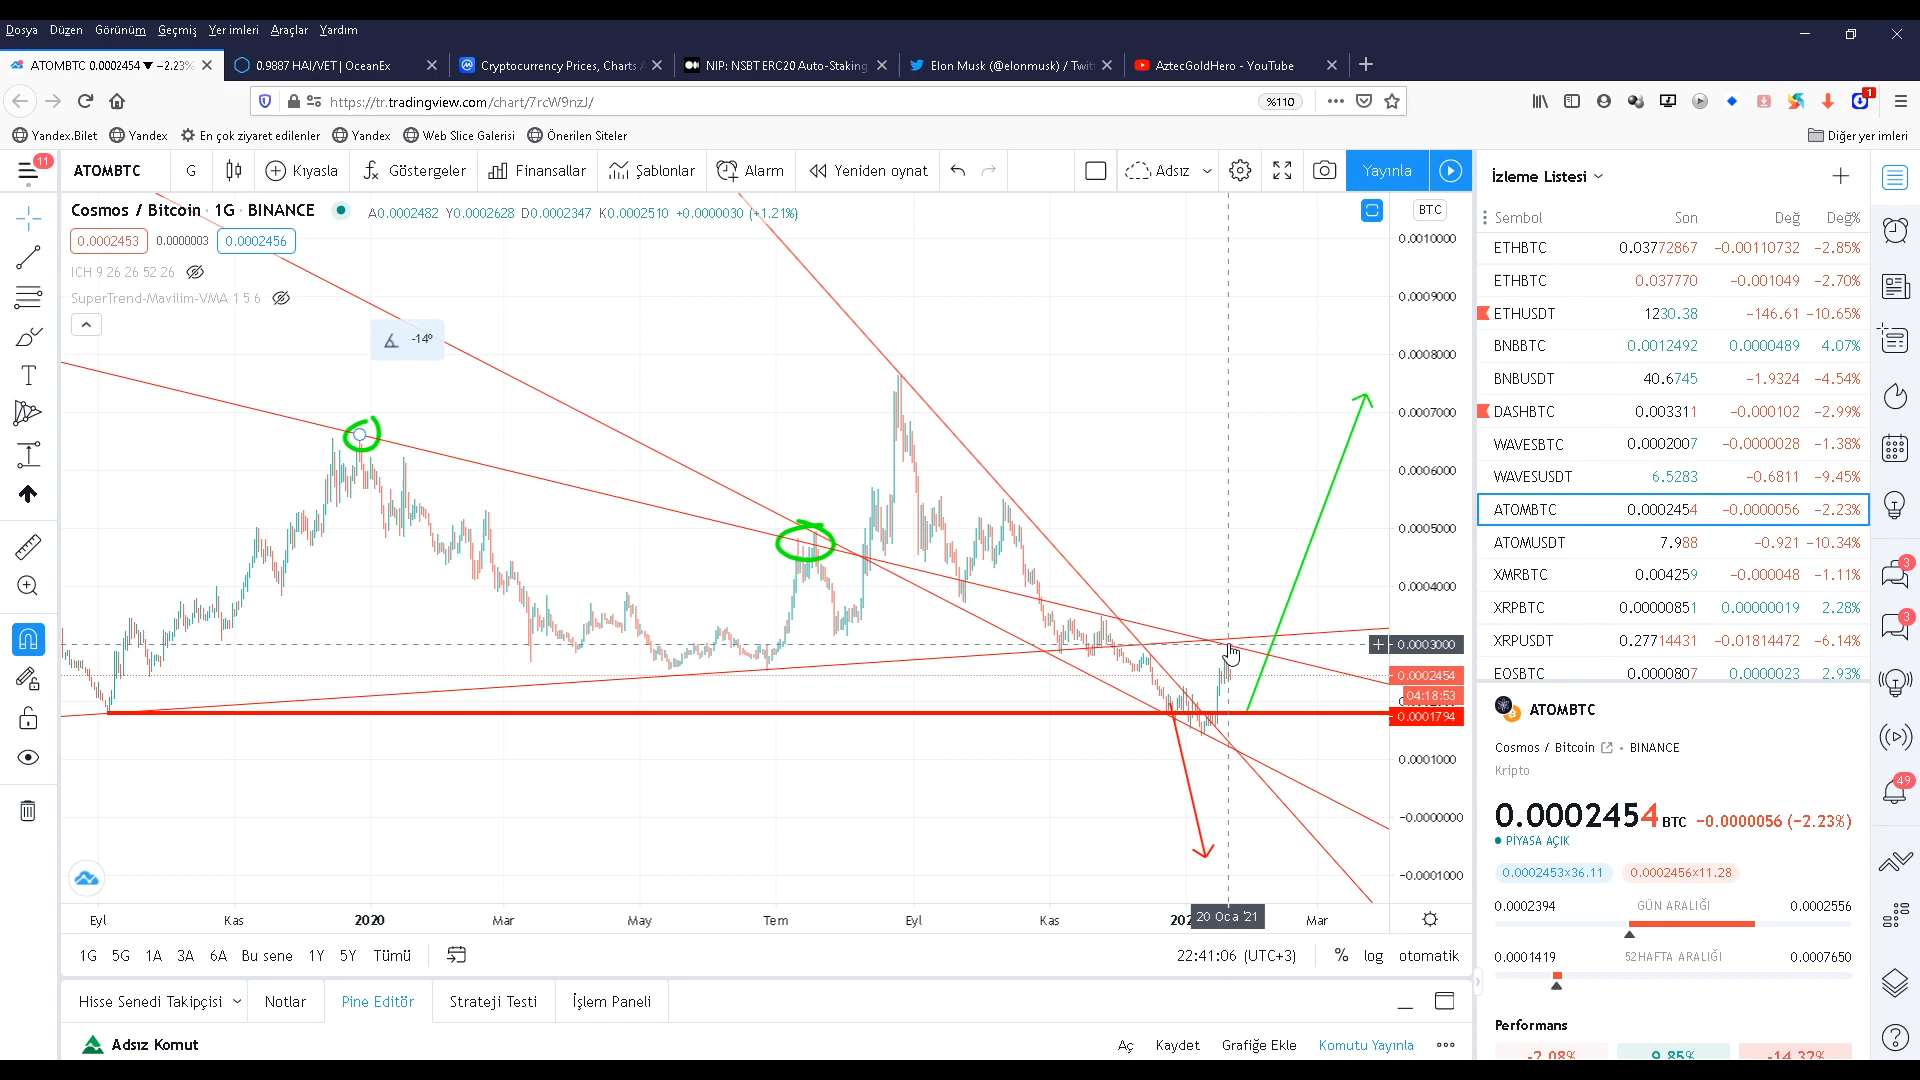 Dosya Düzen Görünüm Geçmiş Yer imleri Araçlar Yardım
ATOMBTC 0.0002454 ▼ −2.23%
0.9887 HAI/VET | OceanEx
Cryptocurrency Prices, Charts
NIP: NSBT ERC20 Auto-Staking
Elon Musk (@elonmusk) / Twit
AztecGoldHero - YouTube
https://tr.tradingview.com/chart/7rcW9nzJ/
%110
1
Yandex.Bilet Yandex En çok ziyaret edilenler Yandex Web Slice Galerisi Önerilen Siteler
Diğer yer imleri
11
ATOMBTC G Kıyasla Göstergeler Finansallar Şablonlar Alarm Yeniden oynat Adsız Yayınla
Cosmos / Bitcoin · 1G · BINANCE
A0.0002482 Y0.0002628 D0.0002347 K0.0002510 +0.0000030 (+1.21%)
BTC
0.0002453 0.0000003 0.0002456
ICH 9 26 26 52 26
SuperTrend-Mavilim-VMA 1 5 6
-14º
0.0010000
0.0009000
0.0008000
0.0007000
0.0006000
0.0005000
0.0004000
0.0003000
0.0002454
04:18:53
0.0001794
0.0001000
−0.0000000
−0.0001000
Eyl Kas 2020 Mar May Tem Eyl Kas 20 Oca '21 Mar
1G 5G 1A 3A 6A Bu sene 1Y 5Y Tümü
22:41:06 (UTC+3) % log otomatik
Hisse Senedi Takipçisi Notlar Pine Editör Strateji Testi İşlem Paneli
Adsız Komut
Aç Kaydet Grafiğe Ekle Komutu Yayınla
İzleme Listesi
Sembol Son Değ Değ%
ETHBTC 0.03772867 −0.00110732 −2.85%
ETHBTC 0.037770 −0.001049 −2.70%
ETHUSDT 1230.38 −146.61 −10.65%
BNBBTC 0.0012492 0.0000489 4.07%
BNBUSDT 40.6745 −1.9324 −4.54%
DASHBTC 0.003311 −0.000102 −2.99%
WAVESBTC 0.0002007 −0.0000028 −1.38%
WAVESUSDT 6.5283 −0.6811 −9.45%
ATOMBTC 0.0002454 −0.0000056 −2.23%
ATOMUSDT 7.988 −0.921 −10.34%
XMRBTC 0.004259 −0.000048 −1.11%
XRPBTC 0.00000851 0.00000019 2.28%
XRPUSDT 0.27714431 −0.01814472 −6.14%
EOSBTC 0.0000807 0.0000023 2.93%
ATOMBTC
Cosmos / Bitcoin • BINANCE
Kripto
0.0002454 BTC −0.0000056 (−2.23%)
PİYASA AÇIK
0.0002453×36.11 0.0002456×11.28
0.0002394 GÜN ARALIĞI 0.0002556
0.0001419 52HAFTA ARALIĞI 0.0007650
Performans
-2.08% 9.85% -14.32%
3
3
49